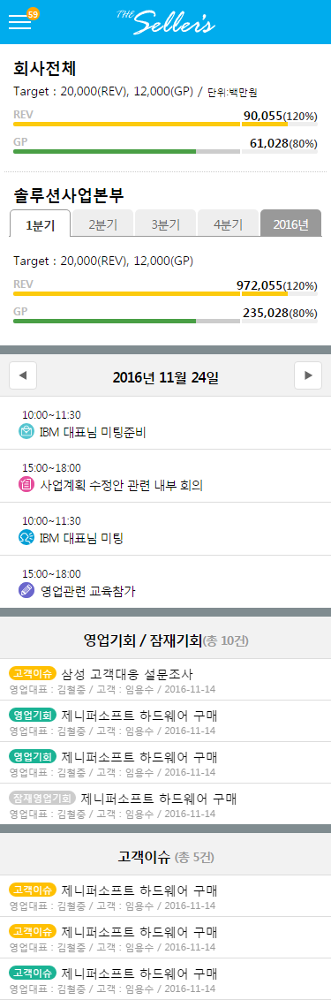 59
THE Seller's
회사전체
Target : 20,000(REV), 12,000(GP) / 단위:백만원
REV 90,055(120%)
GP 61,028(80%)
솔루션사업본부
1분기 2분기 3분기 4분기 2016년
Target : 20,000(REV), 12,000(GP)
REV 972,055(120%)
GP 235,028(80%)
◀ 2016년 11월 24일 ▶
10:00~11:30
IBM 대표님 미팅준비
15:00~18:00
사업계획 수정안 관련 내부 회의
10:00~11:30
IBM 대표님 미팅
15:00~18:00
영업관련 교육참가
영업기회 / 잠재기회(총 10건)
고객이슈 삼성 고객대응 설문조사
영업대표 : 김철중 / 고객 : 임용수 / 2016-11-14
영업기회 제니퍼소프트 하드웨어 구매
영업대표 : 김철중 / 고객 : 임용수 / 2016-11-14
영업기회 제니퍼소프트 하드웨어 구매
영업대표 : 김철중 / 고객 : 임용수 / 2016-11-14
잠재영업기회 제니퍼소프트 하드웨어 구매
영업대표 : 김철중 / 고객 : 임용수 / 2016-11-14
고객이슈 (총 5건)
고객이슈 제니퍼소프트 하드웨어 구매
영업대표 : 김철중 / 고객 : 임용수 / 2016-11-14
고객이슈 제니퍼소프트 하드웨어 구매
영업대표 : 김철중 / 고객 : 임용수 / 2016-11-14
고객이슈 제니퍼소프트 하드웨어 구매
영업대표 : 김철중 / 고객 : 임용수 / 2016-11-14